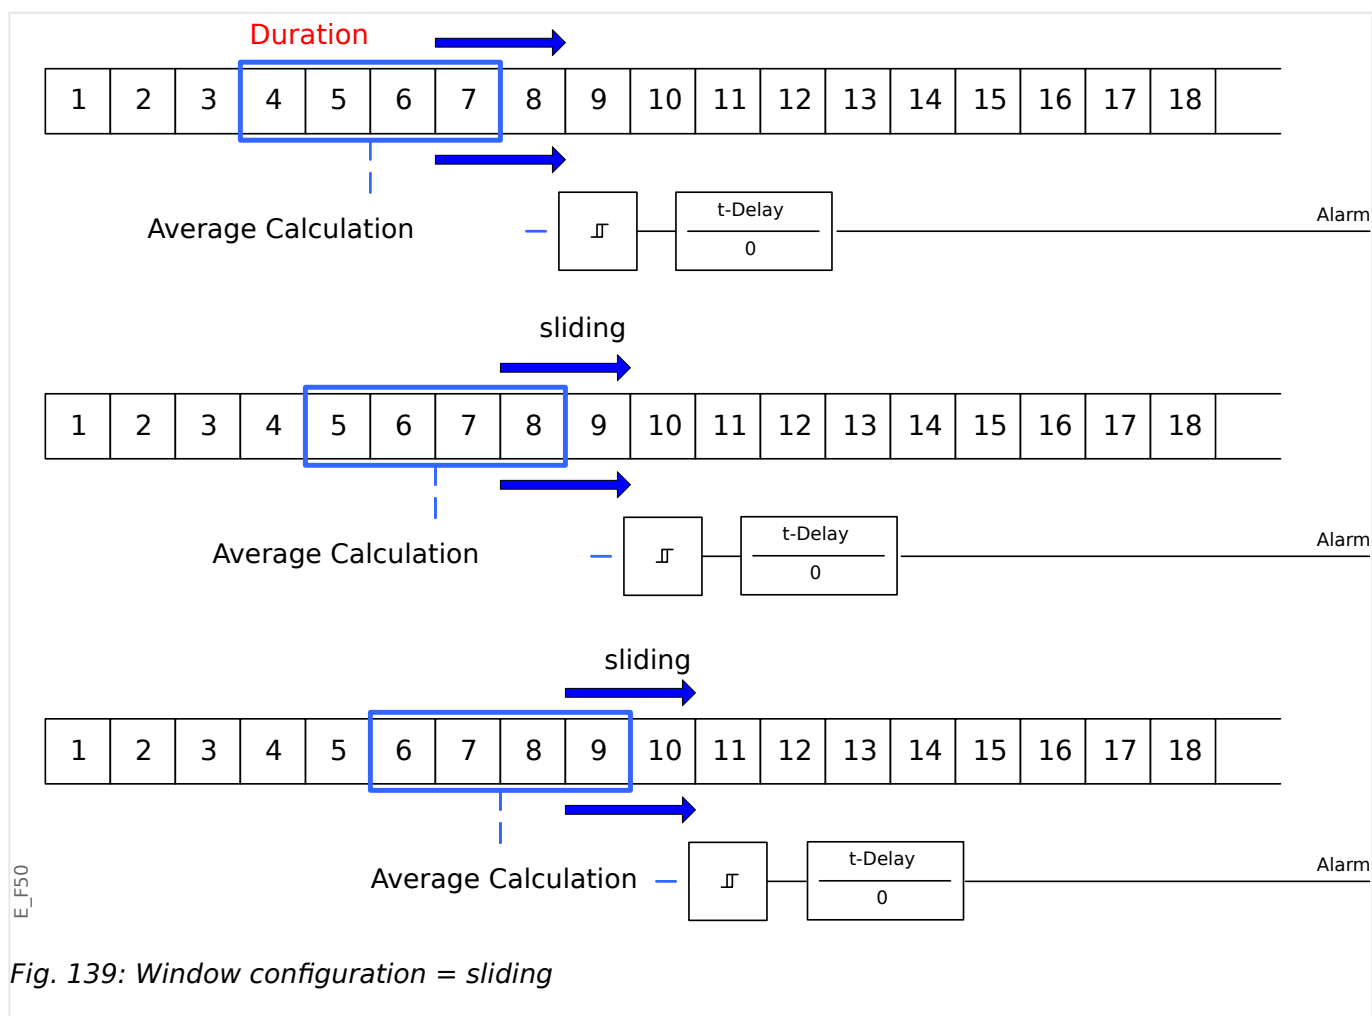 Duration
1 2 3 4 5 6 7 8 9 10 11 12 13 14 15 16 17 18
t-Delay
Average Calculation
0
Alarm
sliding
1 2 3 4 5 6 7 8 9 10 11 12 13 14 15 16 17 18
t-Delay
Average Calculation
0
Alarm
sliding
1 2 3 4 5 6 7 8 9 10 11 12 13 14 15 16 17 18
t-Delay
Average Calculation
0
Alarm
E_F50
Fig. 139: Window configuration = sliding